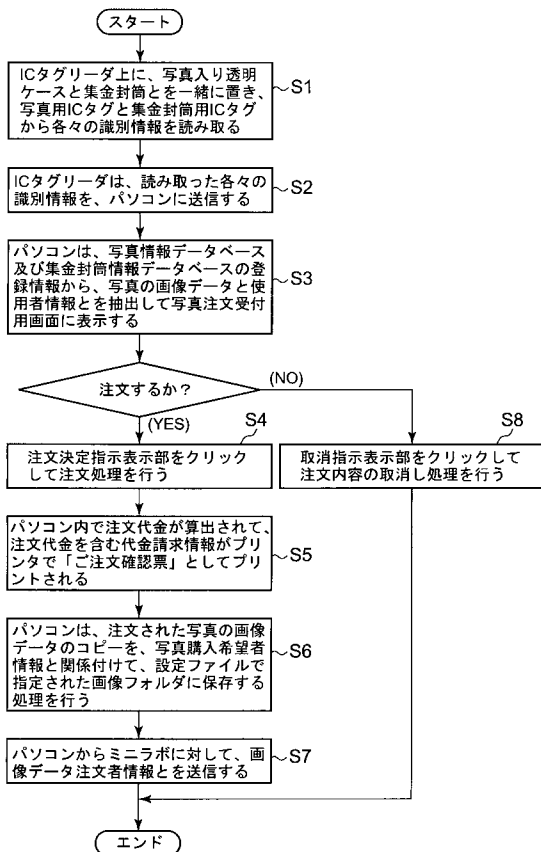 スタート
ICタグリーダ上に、写真入り透明
ケースと集金封筒とを一緒に置き、
写真用ICタグと集金封筒用ICタグ
から各々の識別情報を読み取る
S1
ICタグリーダは、読み取った各々の
識別情報を、パソコンに送信する
S2
パソコンは、写真情報データベース
及び集金封筒情報データベースの登
録情報から、写真の画像データと使
用者情報とを抽出して写真注文受付
用画面に表示する
S3
注文するか?
(NO)
(YES)
S4
注文決定指示表示部をクリック
して注文処理を行う
S8
取消指示表示部をクリックして
注文内容の取消し処理を行う
パソコン内で注文代金が算出されて、
注文代金を含む代金請求情報がプリ
ンタで「ご注文確認票」としてプリ
ントされる
S5
パソコンは、注文された写真の画像
データのコピーを、写真購入希望者
情報と関係付けて、設定ファイルで
指定された画像フォルダに保存する
処理を行う
S6
パソコンからミニラボに対して、画
像データ注文者情報とを送信する
S7
エンド